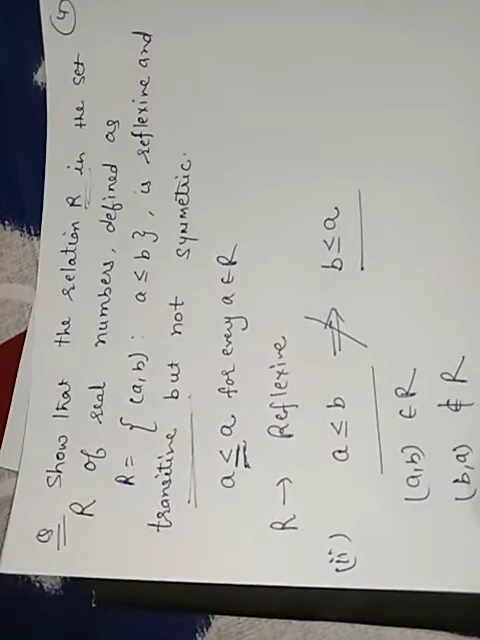 Q Show that the relation R in the set (4)
R of real numbers, defined as
R = { (a,b) : a ≤ b }, is reflexive and
transitive but not symmetric.
a ≤ a for every a ∈ R
R → Reflexive
(ii) a ≤ b ⇏ b ≤ a
(a,b) ∈ R
(b,a) ∉ R